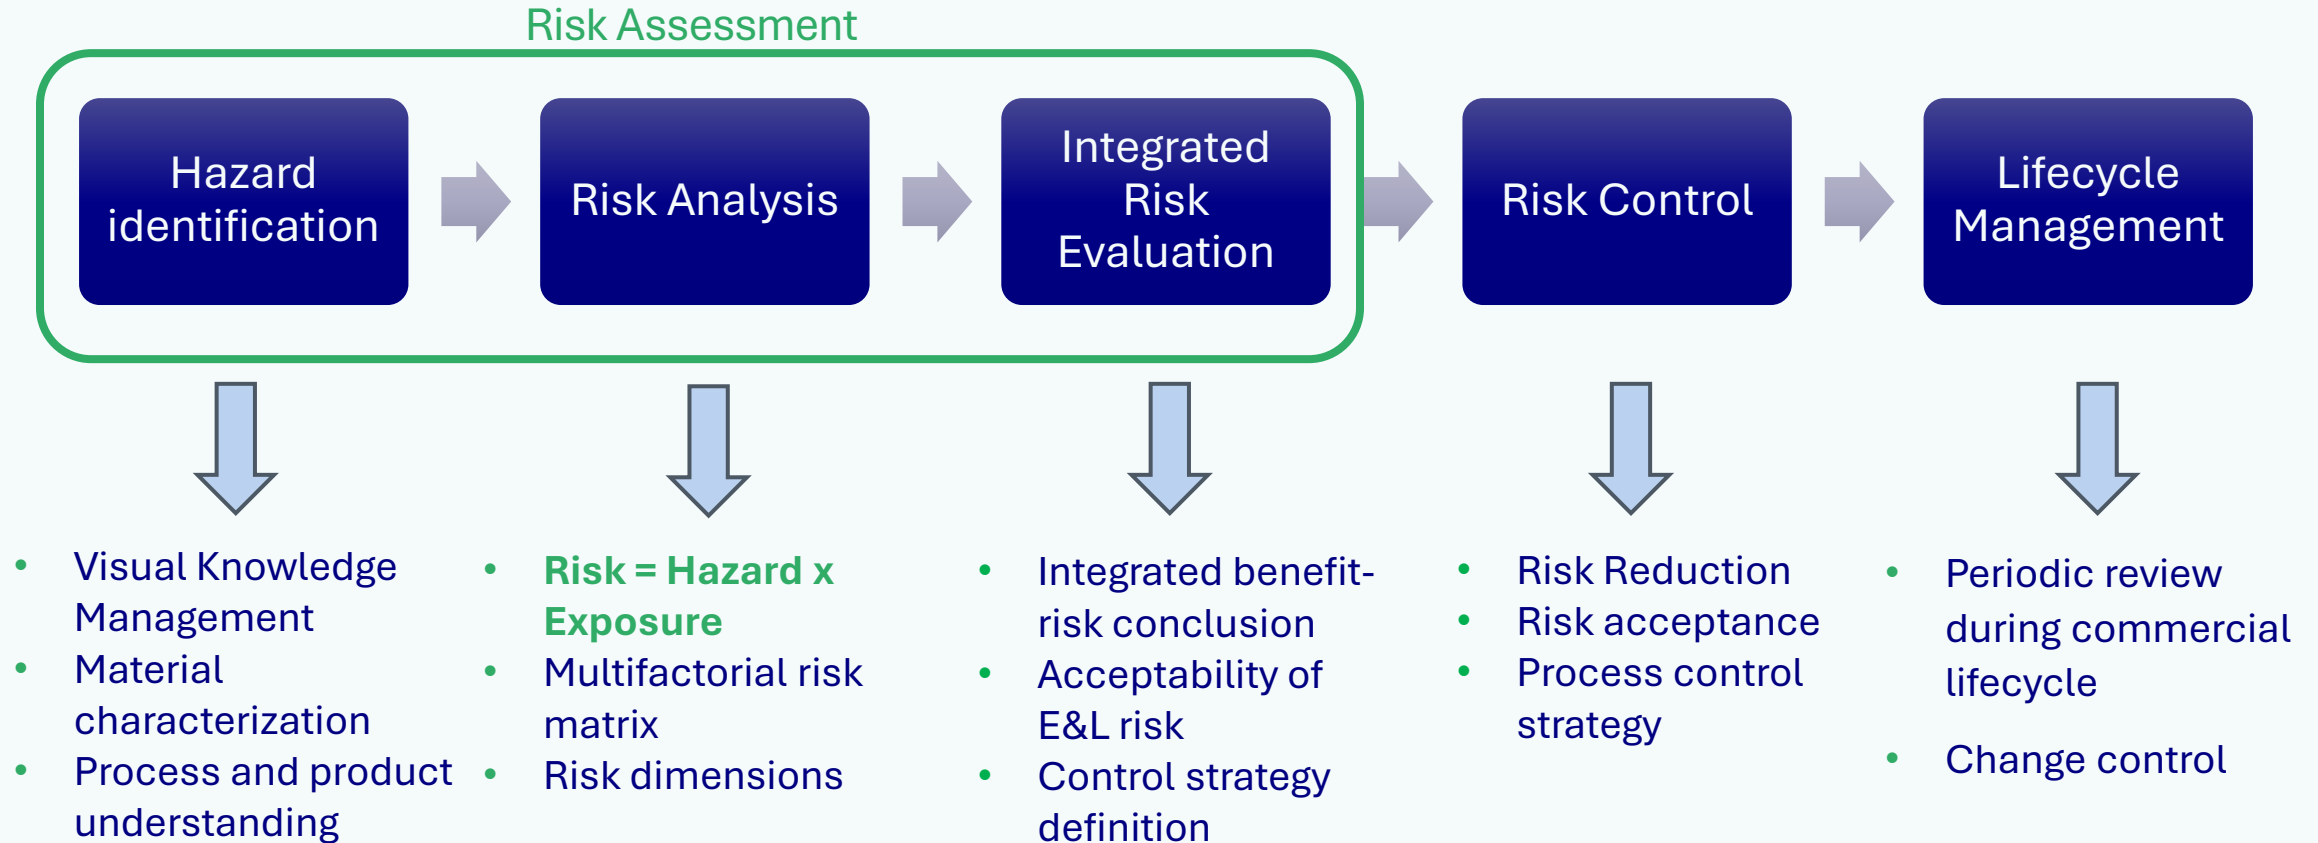 Risk Assessment
Hazard
identification
Risk Analysis
Integrated
Risk
Evaluation
Risk Control
Lifecycle
Management
• Visual Knowledge
Management
• Material
characterization
• Process and product
understanding
• Risk = Hazard x
Exposure
• Multifactorial risk
matrix
• Risk dimensions
• Integrated benefit-
risk conclusion
• Acceptability of
E&L risk
• Control strategy
definition
• Risk Reduction
• Risk acceptance
• Process control
strategy
• Periodic review
during commercial
lifecycle
• Change control